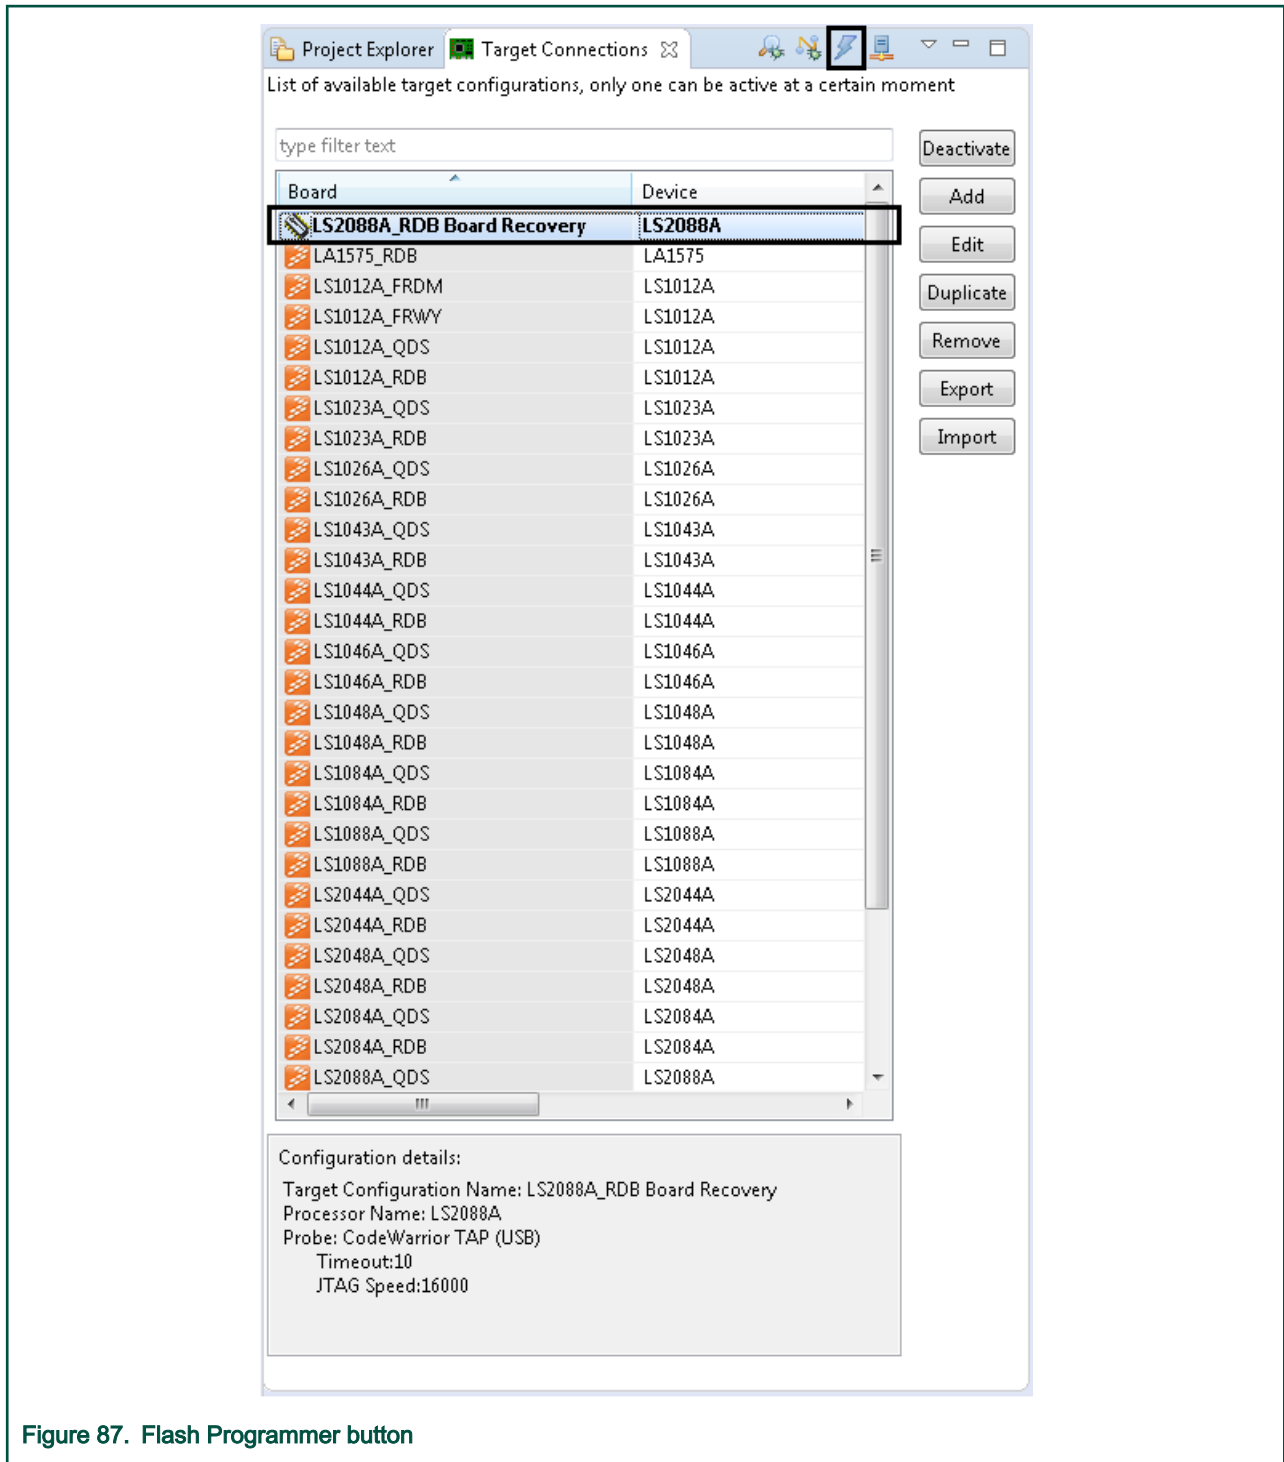 Project Explorer Target Connections
List of available target configurations, only one can be active at a certain moment
type filter text
Deactivate
Board Device
Add
LS2088A_RDB Board Recovery LS2088A
Edit
LA1575_RDB LA1575
LS1012A_FRDM LS1012A
Duplicate
LS1012A_FRWY LS1012A
LS1012A_QDS LS1012A
Remove
LS1012A_RDB LS1012A
Export
LS1023A_QDS LS1023A
LS1023A_RDB LS1023A
Import
LS1026A_QDS LS1026A
LS1026A_RDB LS1026A
LS1043A_QDS LS1043A
LS1043A_RDB LS1043A
LS1044A_QDS LS1044A
LS1044A_RDB LS1044A
LS1046A_QDS LS1046A
LS1046A_RDB LS1046A
LS1048A_QDS LS1048A
LS1048A_RDB LS1048A
LS1084A_QDS LS1084A
LS1084A_RDB LS1084A
LS1088A_QDS LS1088A
LS1088A_RDB LS1088A
LS2044A_QDS LS2044A
LS2044A_RDB LS2044A
LS2048A_QDS LS2048A
LS2048A_RDB LS2048A
LS2084A_QDS LS2084A
LS2084A_RDB LS2084A
LS2088A_QDS LS2088A
Configuration details:
Target Configuration Name: LS2088A_RDB Board Recovery
Processor Name: LS2088A
Probe: CodeWarrior TAP (USB)
Timeout:10
JTAG Speed:16000
Figure 87. Flash Programmer button